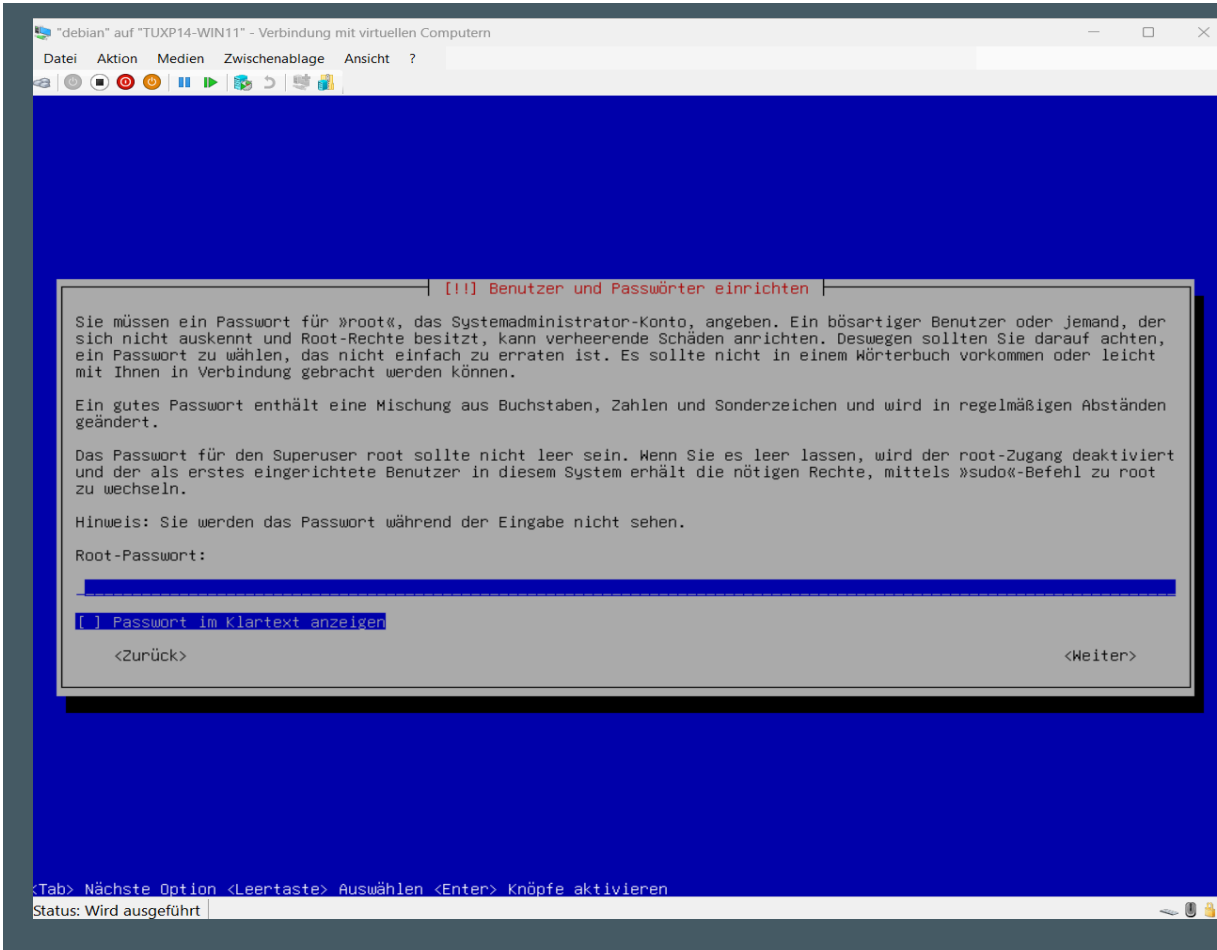 "debian" auf "TUXP14-WIN11" - Verbindung mit virtuellen Computern
Datei Aktion Medien Zwischenablage Ansicht ?
[!!] Benutzer und Passwörter einrichten
Sie müssen ein Passwort für »root«, das Systemadministrator-Konto, angeben. Ein bösartiger Benutzer oder jemand, der
sich nicht auskennt und Root-Rechte besitzt, kann verheerende Schäden anrichten. Deswegen sollten Sie darauf achten,
ein Passwort zu wählen, das nicht einfach zu erraten ist. Es sollte nicht in einem Wörterbuch vorkommen oder leicht
mit Ihnen in Verbindung gebracht werden können.
Ein gutes Passwort enthält eine Mischung aus Buchstaben, Zahlen und Sonderzeichen und wird in regelmäßigen Abständen
geändert.
Das Passwort für den Superuser root sollte nicht leer sein. Wenn Sie es leer lassen, wird der root-Zugang deaktiviert
und der als erstes eingerichtete Benutzer in diesem System erhält die nötigen Rechte, mittels »sudo«-Befehl zu root
zu wechseln.
Hinweis: Sie werden das Passwort während der Eingabe nicht sehen.
Root-Passwort:
[ ] Passwort im Klartext anzeigen
<Zurück> <Weiter>
<Tab> Nächste Option <Leertaste> Auswählen <Enter> Knöpfe aktivieren
Status: Wird ausgeführt